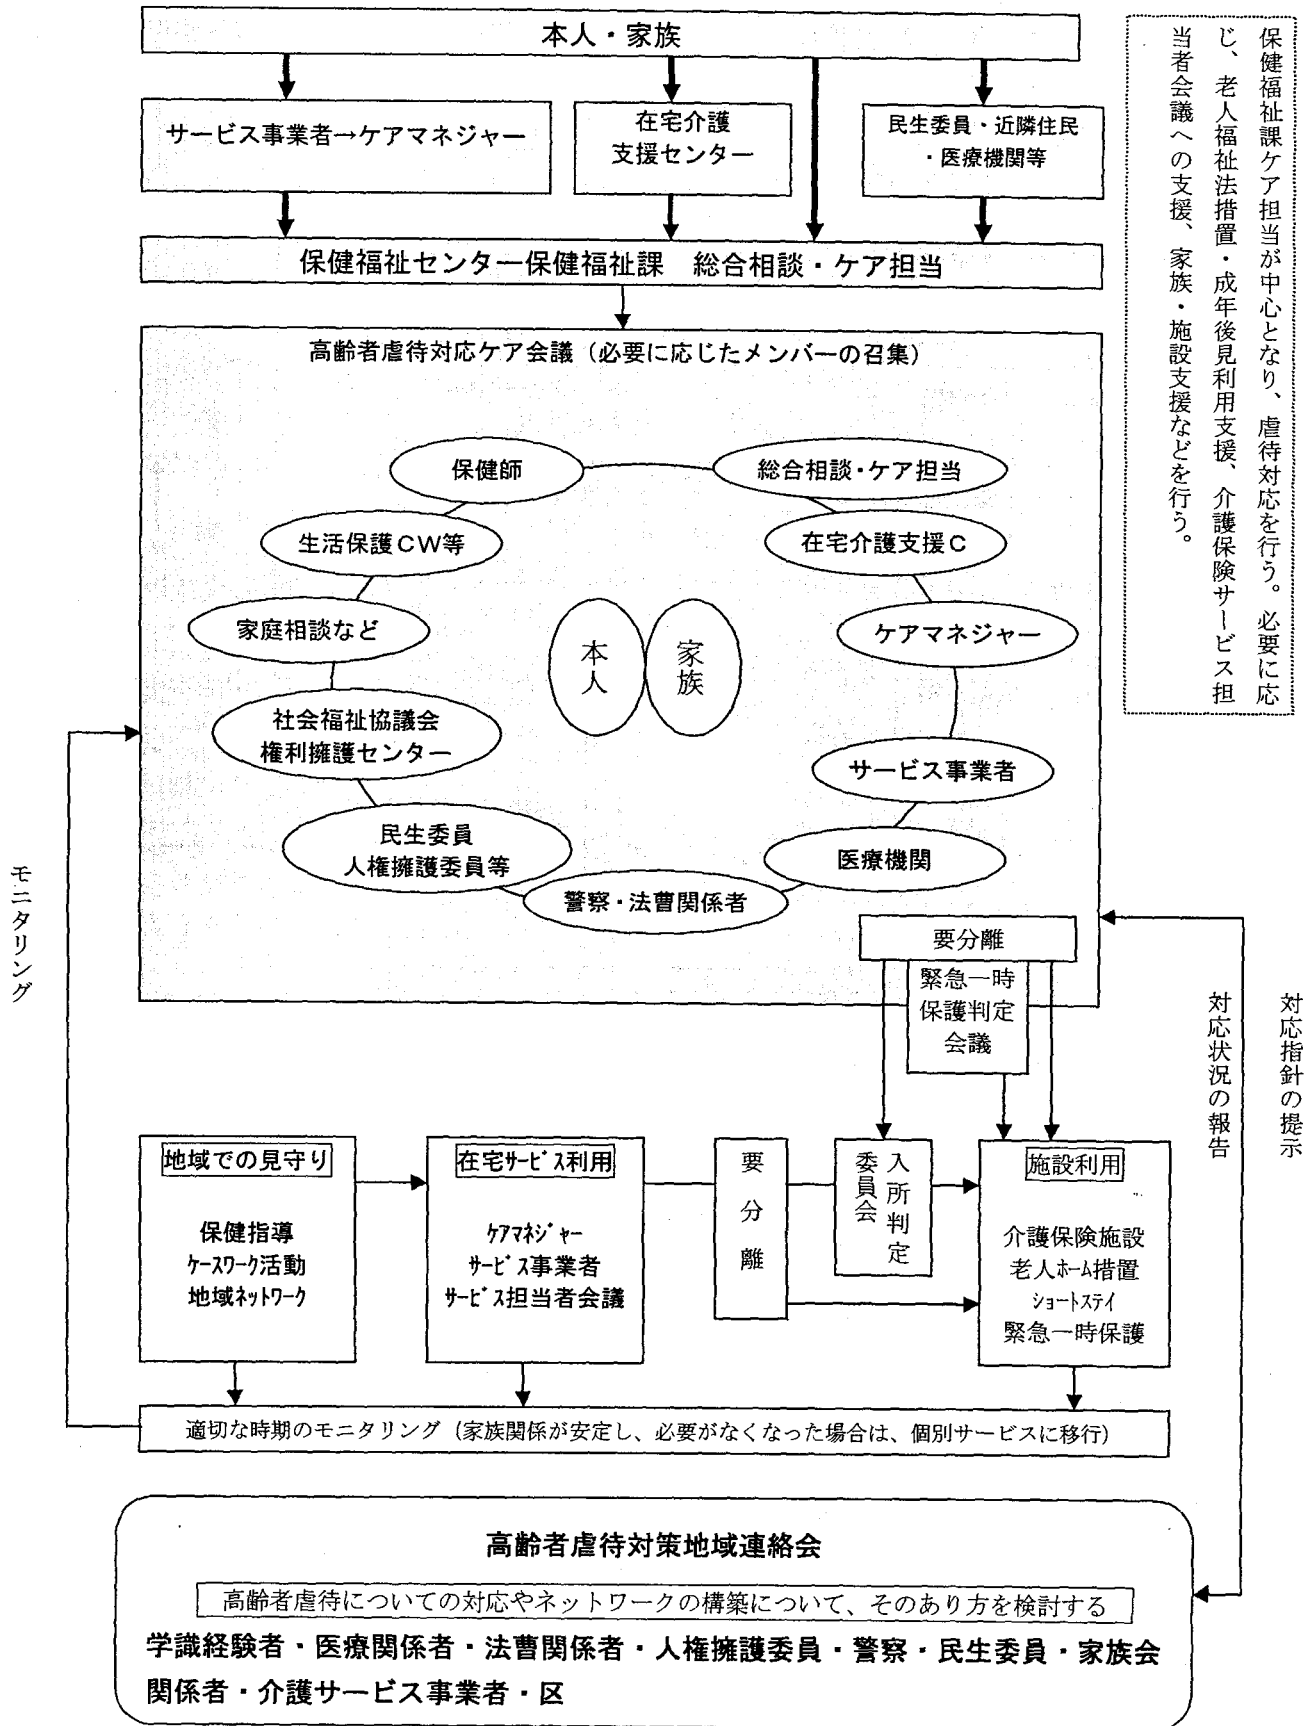 本人・家族
保健福祉課ケア担当が中心となり、虐待対応を行う。必要に応
じ、老人福祉法措置・成年後見利用支援、介護保険サービス担
当者会議への支援、家族・施設支援などを行う。
サービス事業者→ケアマネジャー
在宅介護
支援センター
民生委員・近隣住民
・医療機関等
保健福祉センター保健福祉課　総合相談・ケア担当
高齢者虐待対応ケア会議（必要に応じたメンバーの召集）
保健師
総合相談・ケア担当
生活保護ＣＷ等
在宅介護支援Ｃ
家庭相談など
ケアマネジャー
本人
家族
社会福祉協議会
権利擁護センター
サービス事業者
民生委員
人権擁護委員等
医療機関
警察・法曹関係者
要分離
緊急一時
保護判定
会議
モニタリング
対応指針の提示
対応状況の報告
地域での見守り
保健指導
ｹｰｽﾜｰｸ活動
地域ﾈｯﾄﾜｰｸ
在宅ｻｰﾋﾞｽ利用
ｹｱﾏﾈｼﾞｬｰ
ｻｰﾋﾞｽ事業者
ｻｰﾋﾞｽ担当者会議
要分離
入所判定
委員会
施設利用
介護保険施設
老人ﾎｰﾑ措置
ｼｮｰﾄｽﾃｲ
緊急一時保護
適切な時期のモニタリング（家族関係が安定し、必要がなくなった場合は、個別サービスに移行）
高齢者虐待対策地域連絡会
高齢者虐待についての対応やネットワークの構築について、そのあり方を検討する
学識経験者・医療関係者・法曹関係者・人権擁護委員・警察・民生委員・家族会
関係者・介護サービス事業者・区